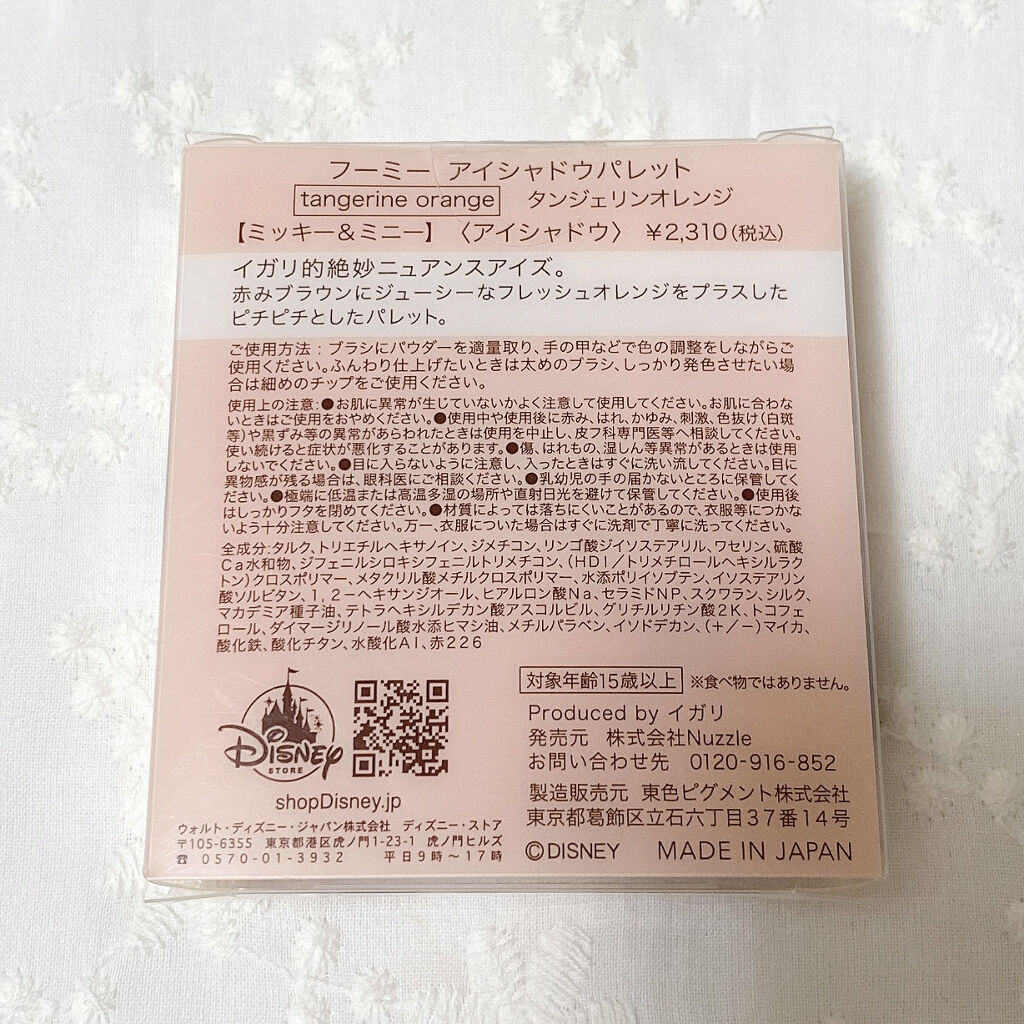 フーミー アイシャドウパレット
tangerine orange タンジェリンオレンジ
【ミッキー＆ミニー】〈アイシャドウ〉 ¥2,310(税込)
イガリ的絶妙ニュアンスアイズ。
赤みブラウンにジューシーなフレッシュオレンジをプラスした
ピチピチとしたパレット。
ご使用方法：ブラシにパウダーを適量取り、手の甲などで色の調整をしながらご
使用ください。ふんわり仕上げたいときは太めのブラシ、しっかり発色させたい場
合は細めのチップをご使用ください。
使用上の注意：●お肌に異常が生じていないかよく注意して使用してください。お肌に合わな
いときはご使用をおやめください。●使用中や使用後に赤み、はれ、かゆみ、刺激、色抜け(白斑
等)や黒ずみ等の異常があらわれたときは使用を中止し、皮フ科専門医等へ相談してください。
使い続けると症状が悪化することがあります。●傷、はれもの、湿しん等異常があるときは使用
しないでください。●目に入らないように注意し、入ったときはすぐに洗い流してください。目に
異物感が残る場合は、眼科医にご相談ください。●乳幼児の手の届かないところに保管してく
ださい。●極端に低温または高温多湿の場所や直射日光を避けて保管してください。●使用後
はしっかりフタを閉めてください。●材質によっては落ちにくいことがあるので、衣服等につかな
いよう十分注意してください。万一、衣服についた場合はすぐに洗剤で丁寧に洗ってください。
全成分：タルク、トリエチルヘキサノイン、ジメチコン、リンゴ酸ジイソステアリル、ワセリン、硫酸
Ca水和物、ジフェニルシロキシフェニルトリメチコン、(HDI／トリメチロールヘキシルラク
トン)クロスポリマー、メタクリル酸メチルクロスポリマー、水添ポリイソブテン、イソステアリン
酸ソルビタン、1，2－ヘキサンジオール、ヒアルロン酸Na、セラミドNP、スクワラン、シルク、
マカデミア種子油、テトラヘキシルデカン酸アスコルビル、グリチルリチン酸2K、トコフェ
ロール、ダイマージリノール酸水添ヒマシ油、メチルパラベン、イソドデカン、(＋／－)マイカ、
酸化鉄、酸化チタン、水酸化Al、赤226
対象年齢15歳以上 ※食べ物ではありません。
Produced by イガリ
発売元 株式会社Nuzzle
お問い合わせ先 0120-916-852
製造販売元 東色ピグメント株式会社
東京都葛飾区立石六丁目37番14号
©DISNEY MADE IN JAPAN
Disney
STORE
shopDisney.jp
ウォルト・ディズニー・ジャパン株式会社 ディズニー・ストア
〒105-6355 東京都港区虎ノ門1-23-1 虎ノ門ヒルズ
☎ 0570-01-3932 平日9時～17時